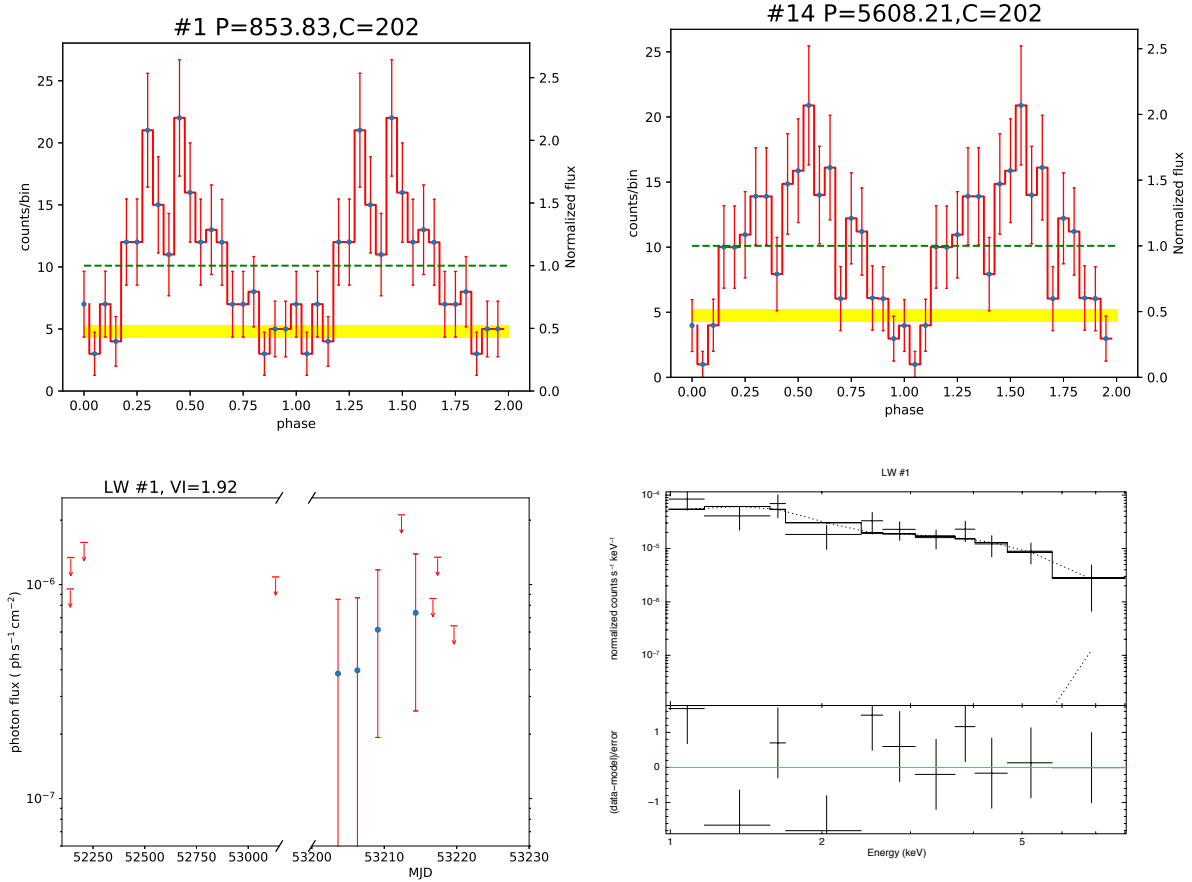 #1 P=853.83,C=202
counts/bin
25
20
15
10
5
0
2.5
2.0
1.5
1.0
0.5
0.0
Normalized flux
0.00 0.25 0.50 0.75 1.00 1.25 1.50 1.75 2.00
phase
#14 P=5608.21,C=202
counts/bin
25
20
15
10
5
0
2.5
2.0
1.5
1.0
0.5
0.0
Normalized flux
0.00 0.25 0.50 0.75 1.00 1.25 1.50 1.75 2.00
phase
LW #1, VI=1.92
photon flux ( ph s⁻¹ cm⁻²)
10⁻⁶
10⁻⁷
52250 52500 52750 53000 53200 53210 53220 53230
MJD
LW #1
normalized counts s⁻¹ keV⁻¹
10⁻⁴
10⁻⁵
10⁻⁶
10⁻⁷
(data−model)/error
1
0
−1
1 2 5
Energy (keV)